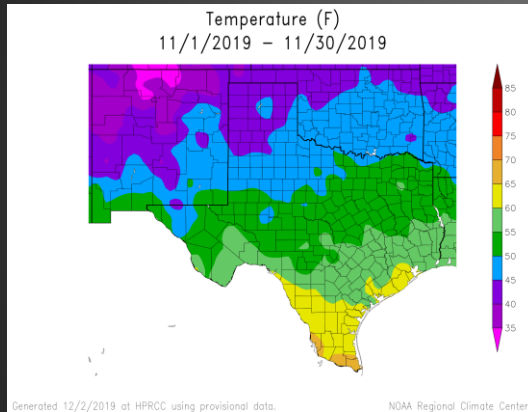 Temperature (F)
11/1/2019 – 11/30/2019
85
80
75
70
65
60
55
50
45
40
35
Generated 12/2/2019 at HPRCC using provisional data.
NOAA Regional Climate Center